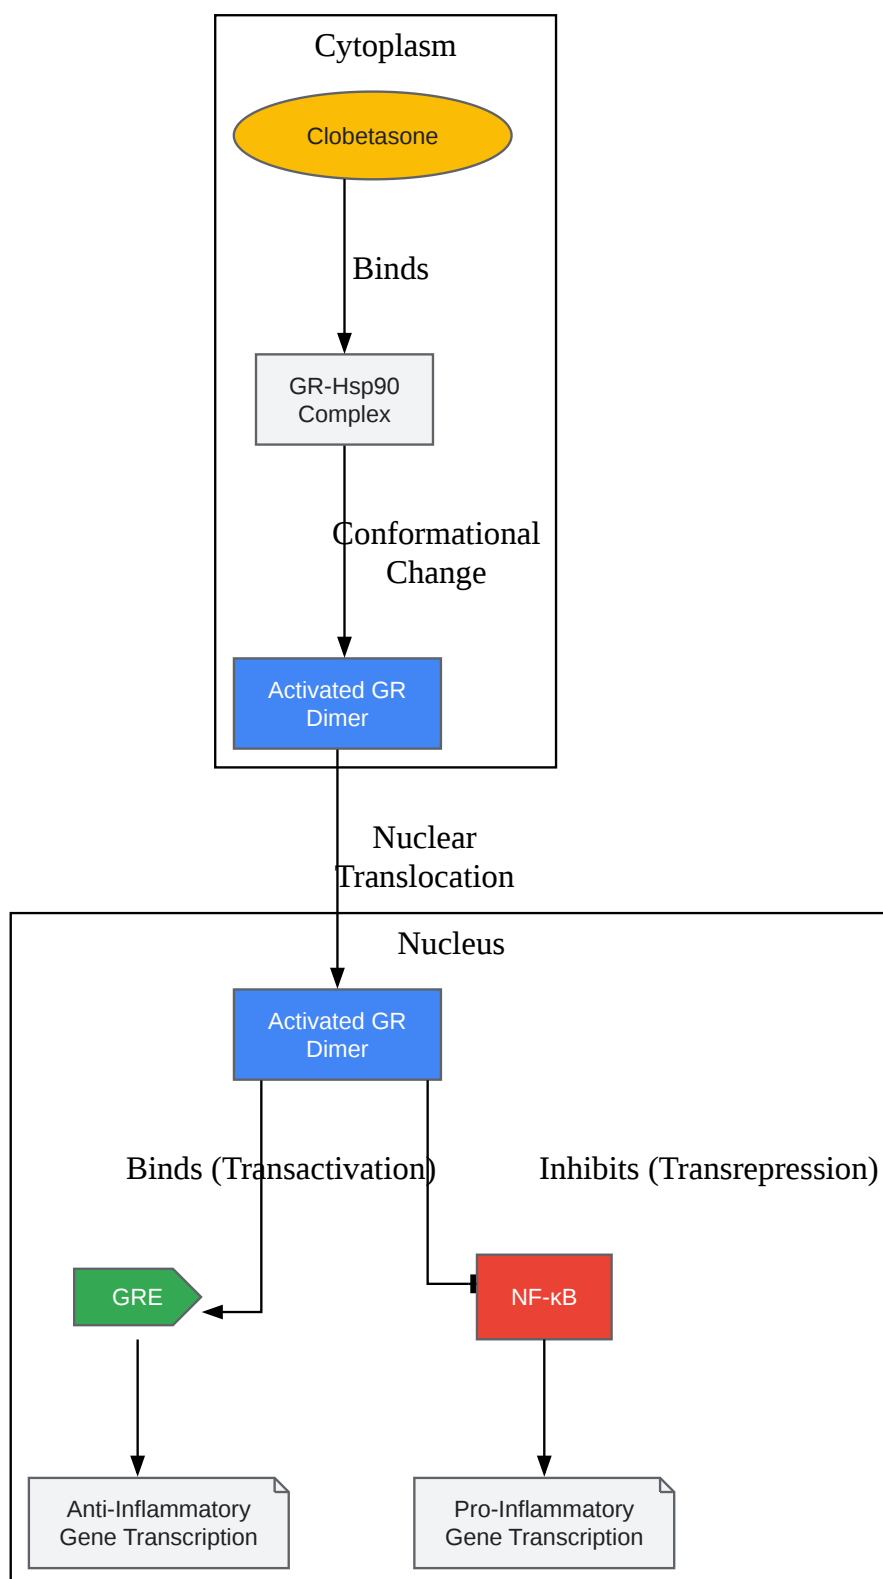 Cytoplasm
Clobetasone
Binds
GR-Hsp90
Complex
Conformational
Change
Activated GR
Dimer
Nuclear
Translocation
Nucleus
Activated GR
Dimer
Binds (Transactivation)
Inhibits (Transrepression)
GRE
NF-κB
Anti-Inflammatory
Gene Transcription
Pro-Inflammatory
Gene Transcription